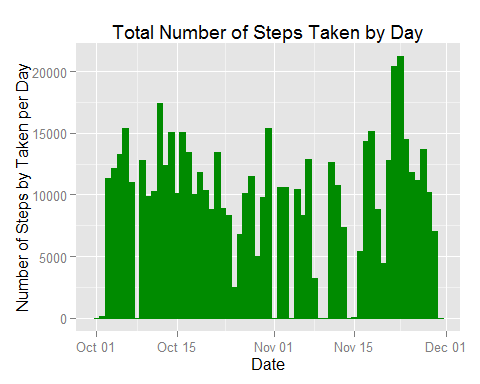 Total Number of Steps Taken by Day
Number of Steps by Taken per Day
20000
15000
10000
5000
0
Oct 01 Oct 15 Nov 01 Nov 15 Dec 01
Date